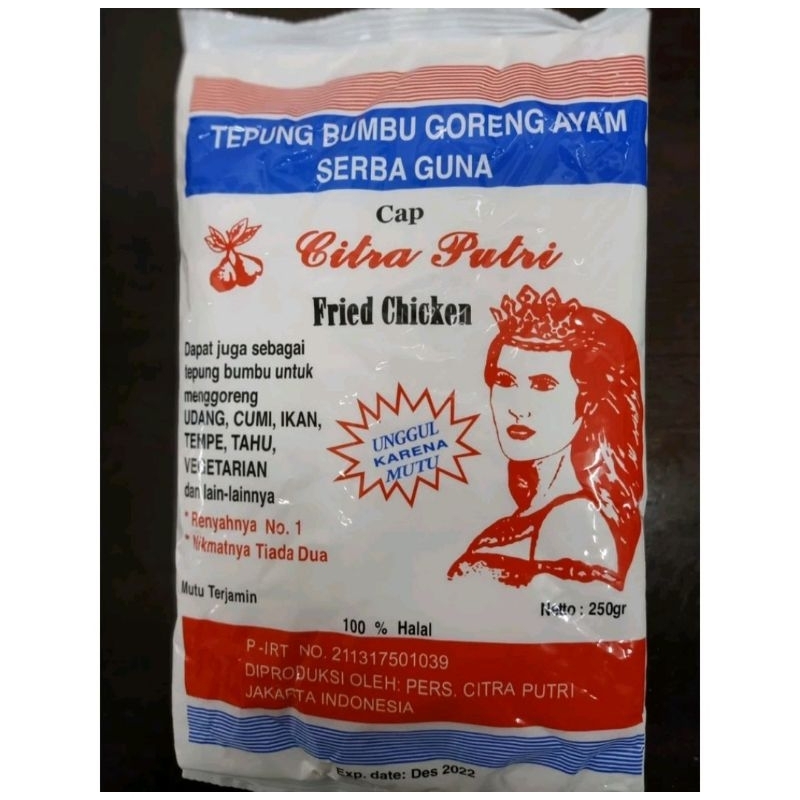 TEPUNG BUMBU GORENG AYAM
SERBA GUNA
Cap
Citra Putri
Fried Chicken
Dapat juga sebagai
tepung bumbu untuk
menggoreng
UDANG, CUMI, IKAN,
TEMPE, TAHU,
VEGETARIAN
dan lain-lainnya
* Renyahnya No. 1
* Nikmatnya Tiada Dua
UNGGUL
KARENA
MUTU
Mutu Terjamin
Netto : 250gr
100 % Halal
P-IRT NO. 211317501039
DIPRODUKSI OLEH: PERS. CITRA PUTRI
JAKARTA INDONESIA
Exp. date: Des 2022